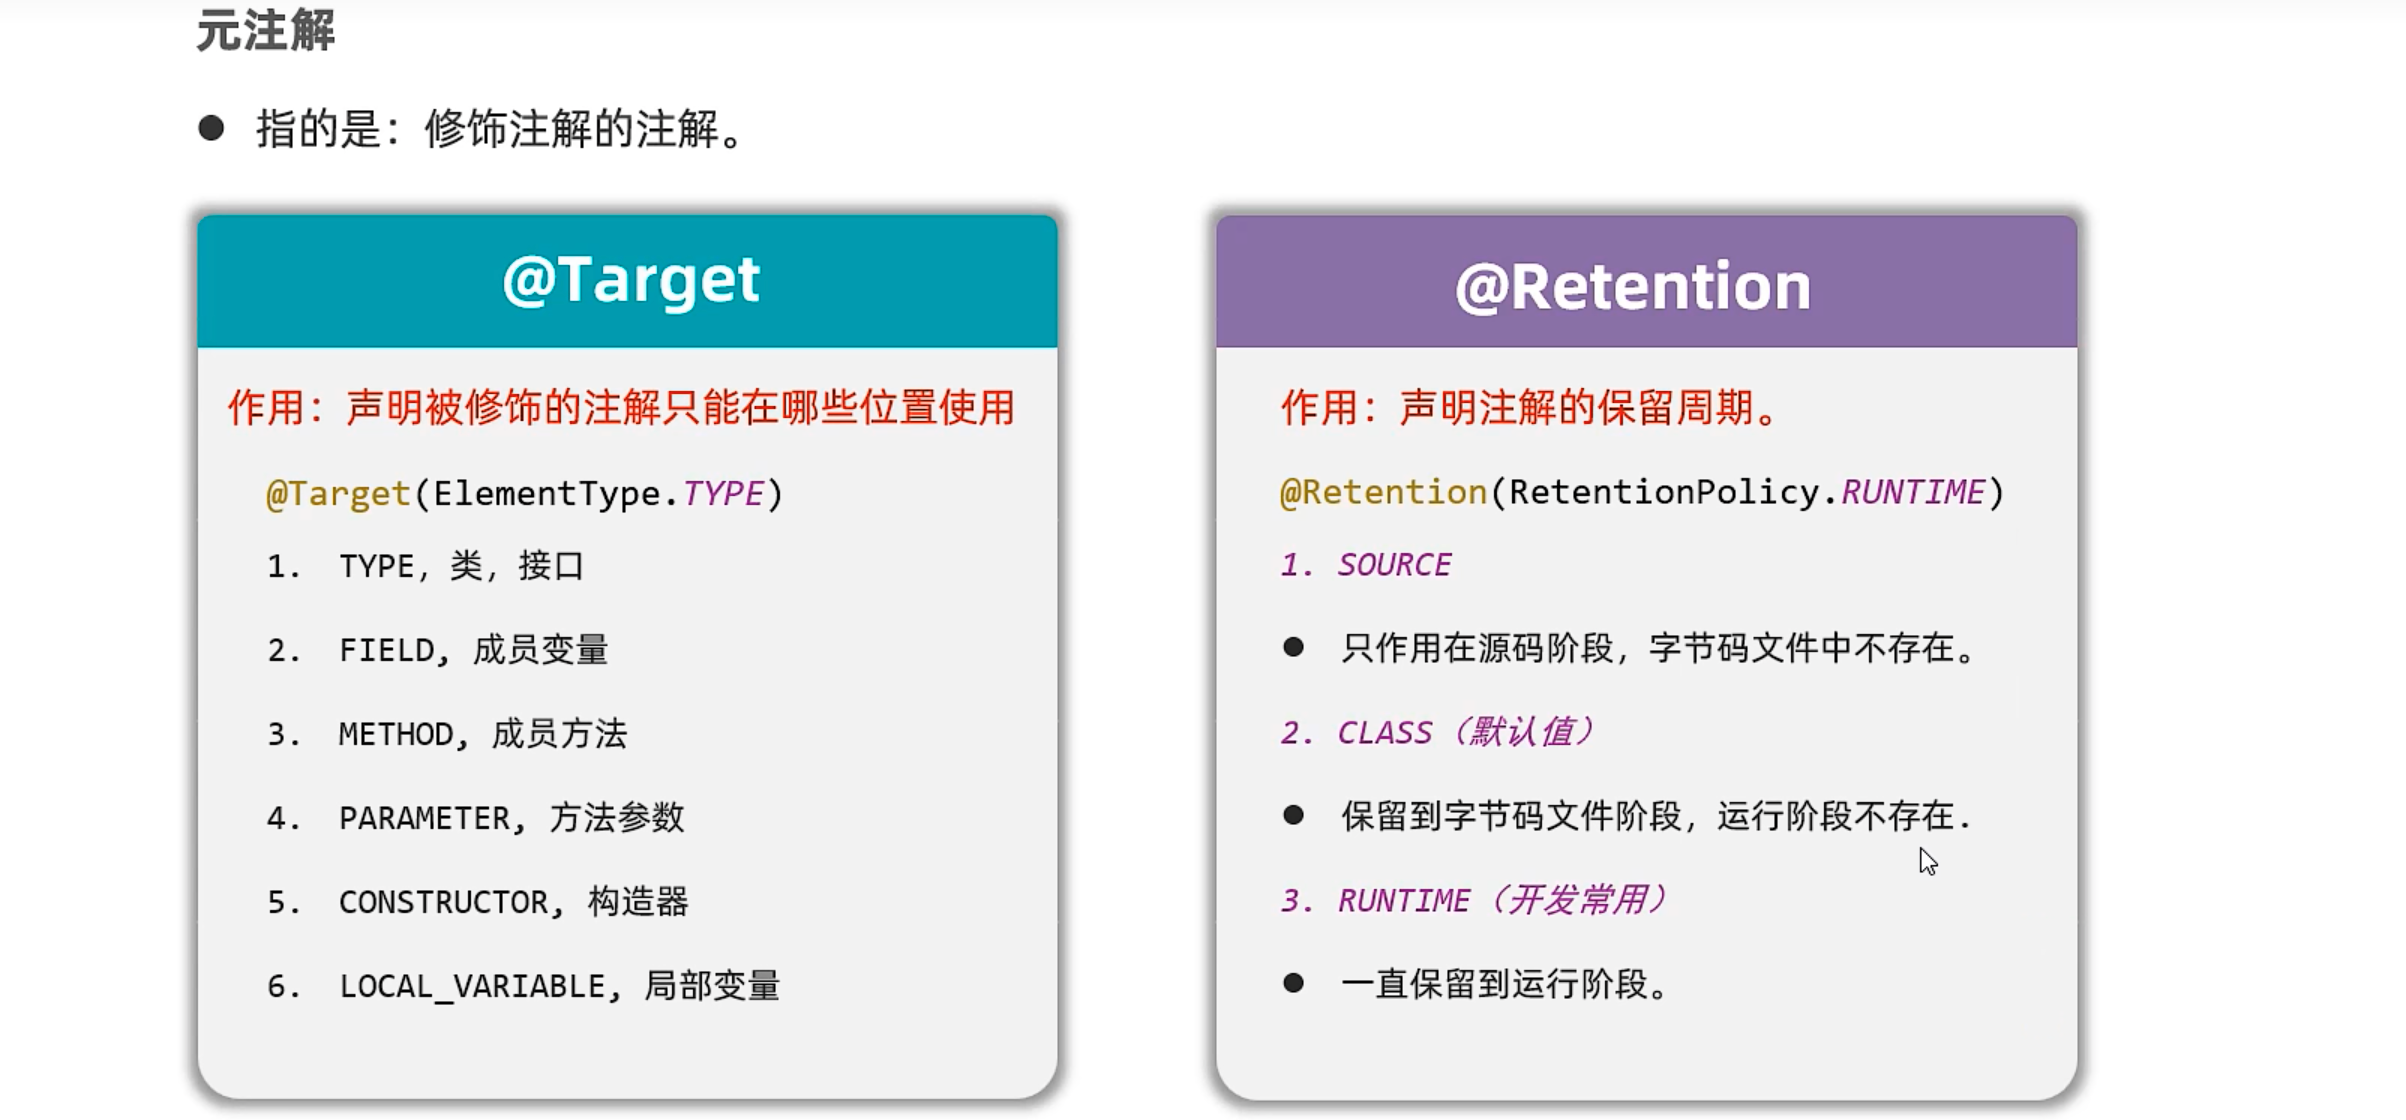 元注解
● 指的是：修饰注解的注解。
@Target
作用：声明被修饰的注解只能在哪些位置使用
@Target(ElementType.TYPE)
1. TYPE，类，接口
2. FIELD, 成员变量
3. METHOD, 成员方法
4. PARAMETER, 方法参数
5. CONSTRUCTOR, 构造器
6. LOCAL_VARIABLE, 局部变量
@Retention
作用：声明注解的保留周期。
@Retention(RetentionPolicy.RUNTIME)
1. SOURCE
● 只作用在源码阶段，字节码文件中不存在。
2. CLASS（默认值）
● 保留到字节码文件阶段，运行阶段不存在.
3. RUNTIME（开发常用）
● 一直保留到运行阶段。